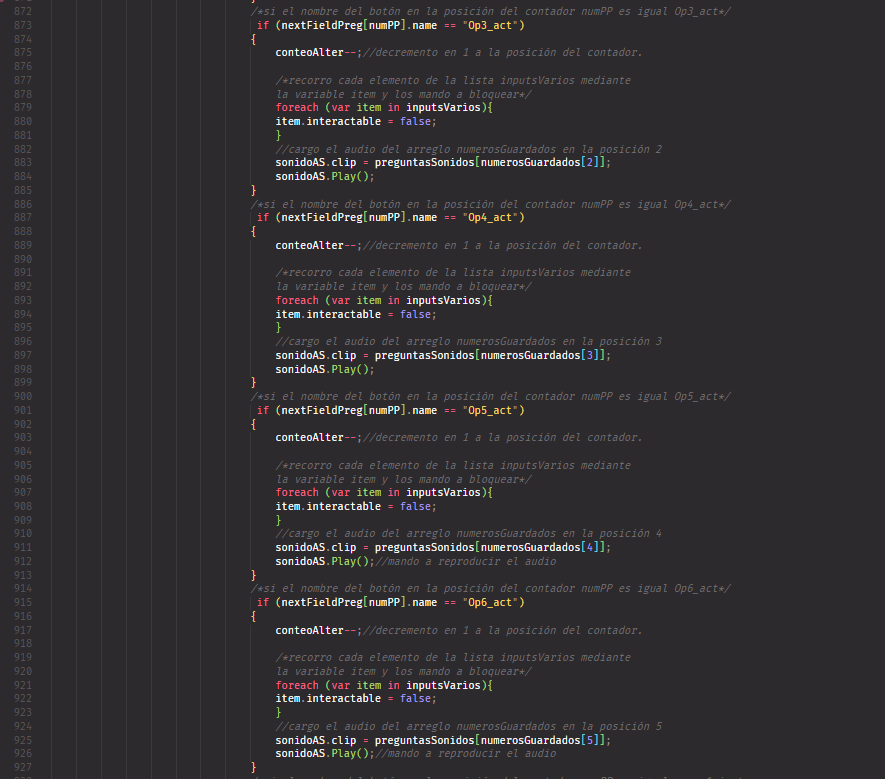 872 /*si el nombre del botón en la posición del contador numPP es igual Op3_act*/
873 if (nextFieldPreg[numPP].name == "Op3_act")
874 {
875 conteoAlter--;//decremento en 1 a la posición del contador.
876
877 /*recorro cada elemento de la lista inputsVarios mediante
878 la variable item y los mando a bloquear*/
879 foreach (var item in inputsVarios){
880 item.interactable = false;
881 }
882 //cargo el audio del arreglo numerosGuardados en la posición 2
883 sonidoAS.clip = preguntasSonidos[numerosGuardados[2]];
884 sonidoAS.Play();
885 }
886 /*si el nombre del botón en la posición del contador numPP es igual Op4_act*/
887 if (nextFieldPreg[numPP].name == "Op4_act")
888 {
889 conteoAlter--;//decremento en 1 a la posición del contador.
890
891 /*recorro cada elemento de la lista inputsVarios mediante
892 la variable item y los mando a bloquear*/
893 foreach (var item in inputsVarios){
894 item.interactable = false;
895 }
896 //cargo el audio del arreglo numerosGuardados en la posición 3
897 sonidoAS.clip = preguntasSonidos[numerosGuardados[3]];
898 sonidoAS.Play();
899 }
900 /*si el nombre del botón en la posición del contador numPP es igual Op5_act*/
901 if (nextFieldPreg[numPP].name == "Op5_act")
902 {
903 conteoAlter--;//decremento en 1 a la posición del contador.
904
905 /*recorro cada elemento de la lista inputsVarios mediante
906 la variable item y los mando a bloquear*/
907 foreach (var item in inputsVarios){
908 item.interactable = false;
909 }
910 //cargo el audio del arreglo numerosGuardados en la posición 4
911 sonidoAS.clip = preguntasSonidos[numerosGuardados[4]];
912 sonidoAS.Play();//mando a reproducir el audio
913 }
914 /*si el nombre del botón en la posición del contador numPP es igual Op6_act*/
915 if (nextFieldPreg[numPP].name == "Op6_act")
916 {
917 conteoAlter--;//decremento en 1 a la posición del contador.
918
919 /*recorro cada elemento de la lista inputsVarios mediante
920 la variable item y los mando a bloquear*/
921 foreach (var item in inputsVarios){
922 item.interactable = false;
923 }
924 //cargo el audio del arreglo numerosGuardados en la posición 5
925 sonidoAS.clip = preguntasSonidos[numerosGuardados[5]];
926 sonidoAS.Play();//mando a reproducir el audio
927 }